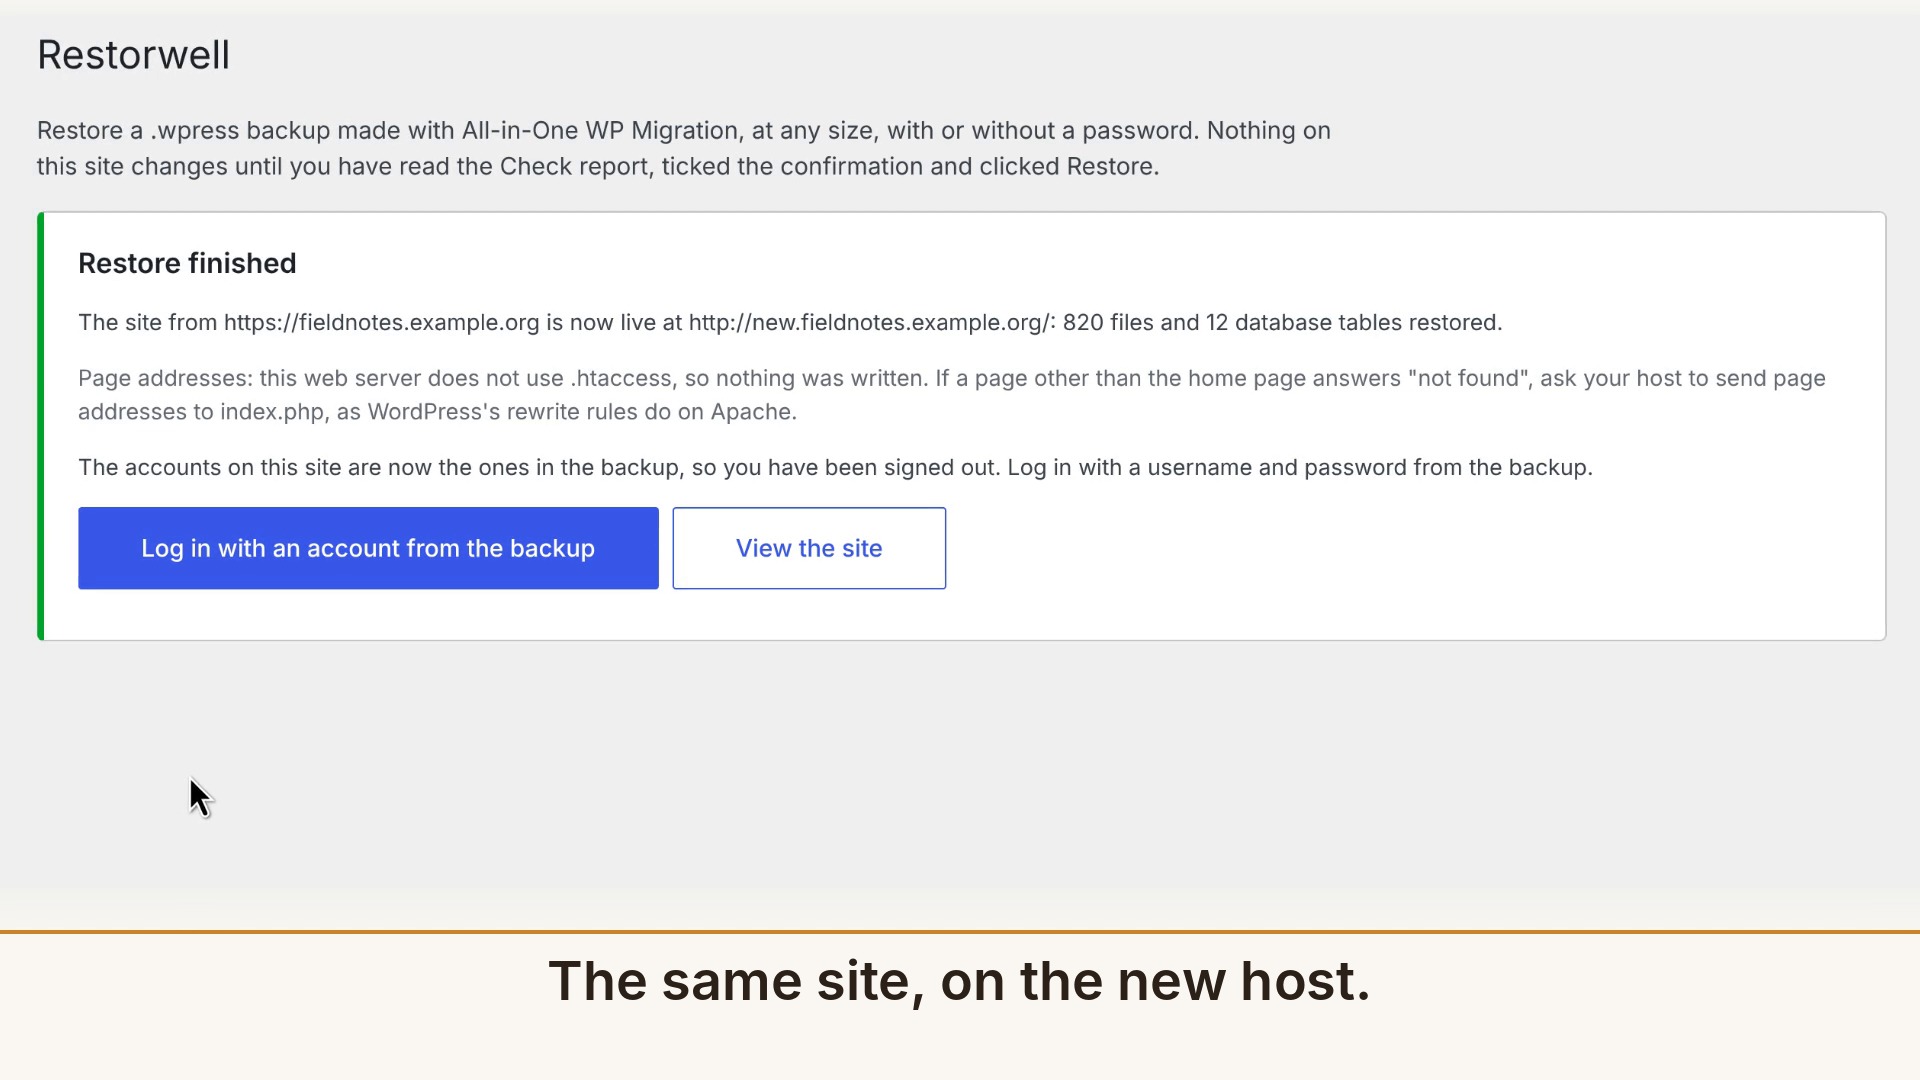 Restorwell
Restore a .wpress backup made with All-in-One WP Migration, at any size, with or without a password. Nothing on
this site changes until you have read the Check report, ticked the confirmation and clicked Restore.
Restore finished
The site from https://fieldnotes.example.org is now live at http://new.fieldnotes.example.org/: 820 files and 12 database tables restored.
Page addresses: this web server does not use .htaccess, so nothing was written. If a page other than the home page answers "not found", ask your host to send page
addresses to index.php, as WordPress's rewrite rules do on Apache.
The accounts on this site are now the ones in the backup, so you have been signed out. Log in with a username and password from the backup.
Log in with an account from the backup
View the site
The same site, on the new host.